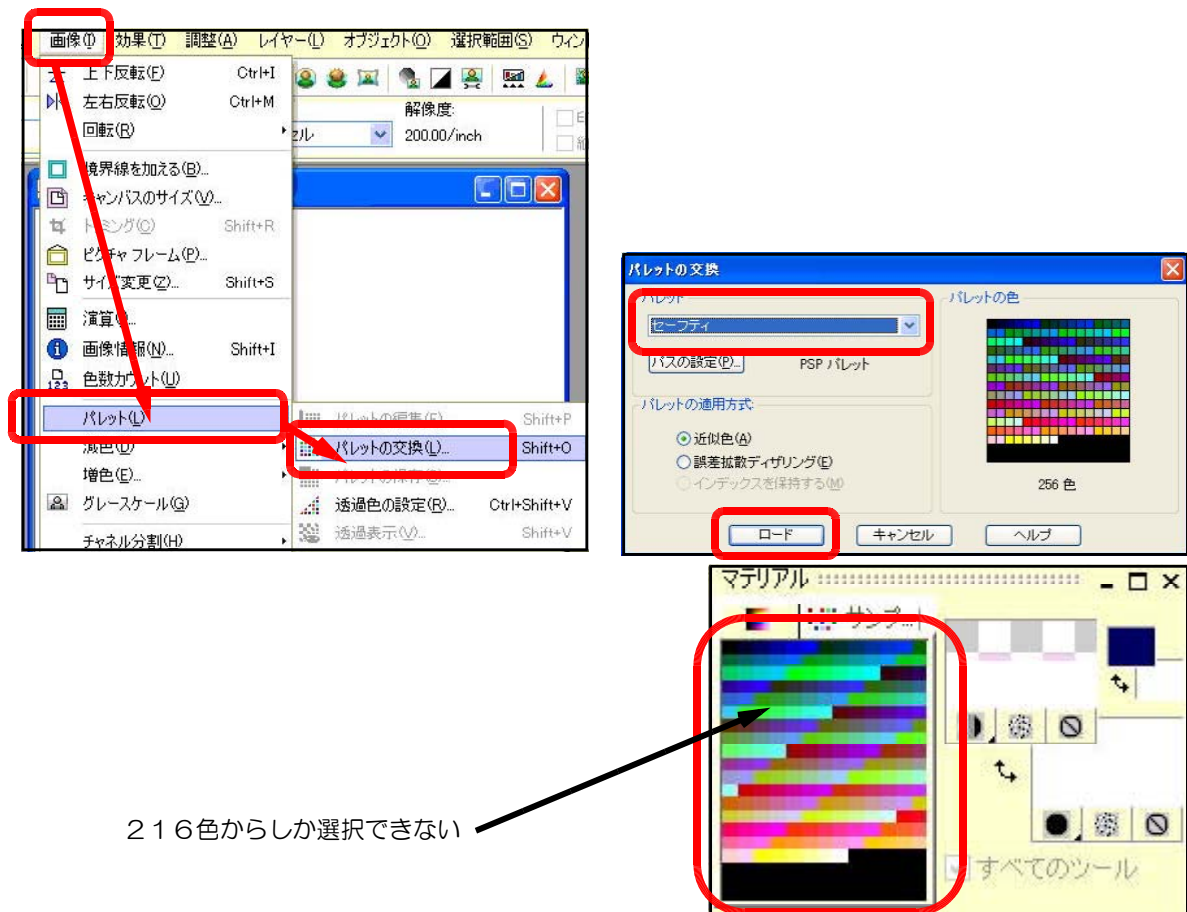 画像(I) 効果(T) 調整(A) レイヤー(L) オブジェクト(O) 選択範囲(S) ウィン
上下反転(F) Ctrl+I
左右反転(O) Ctrl+M
回転(R)
セル
解像度:
200.00/inch
境界線を加える(B)...
キャンバスのサイズ(V)...
トリミング(C) Shift+R
ピクチャ フレーム(P)...
サイズ変更(Z)... Shift+S
演算
画像情報(N)... Shift+I
色数カウント(U)
パレット(L)
減色(D)
増色(E)...
グレースケール(G)
チャネル分割(H)
パレットの編集(E)... Shift+P
パレットの交換(L)... Shift+O
パレットの保存(S)...
透過色の設定(R)... Ctrl+Shift+V
透過表示(V)... Shift+V
パレットの交換
パレット
セーフティ
パスの設定(P)...
PSP パレット
パレットの適用方式:
近似色(A)
誤差拡散ディザリング(E)
インデックスを保持する(M)
パレットの色
256 色
ロード キャンセル ヘルプ
マテリアル
サンプ...
すべてのツール
216色からしか選択できない